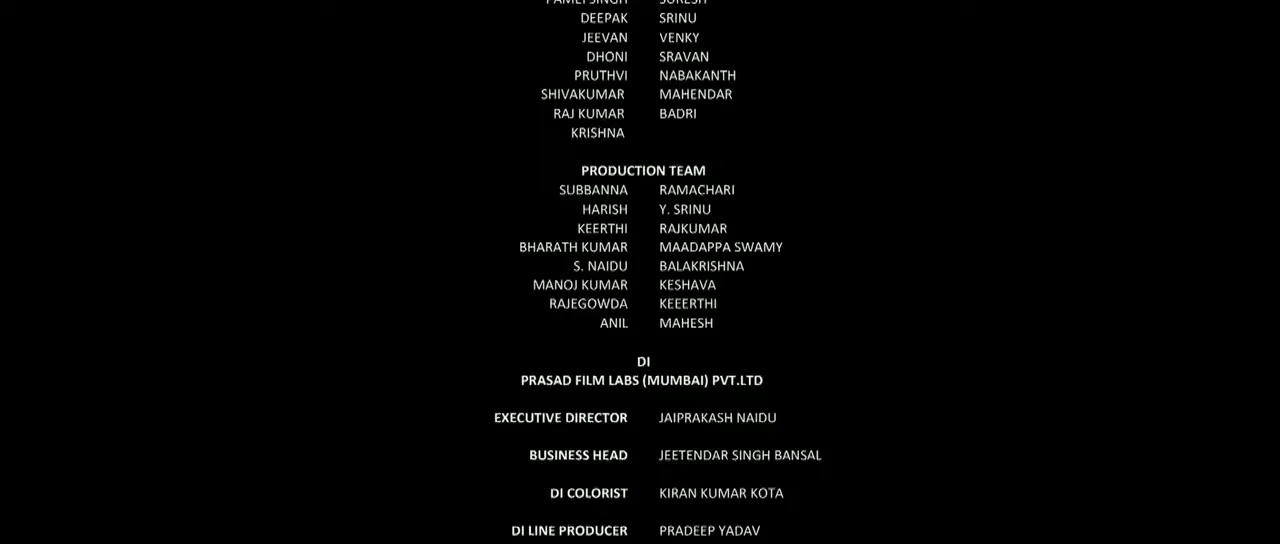 PAMEI SINGH SURESH
DEEPAK SRINU
JEEVAN VENKY
DHONI SRAVAN
PRUTHVI NABAKANTH
SHIVAKUMAR MAHENDAR
RAJ KUMAR BADRI
KRISHNA
PRODUCTION TEAM
SUBBANNA RAMACHARI
HARISH Y. SRINU
KEERTHI RAJKUMAR
BHARATH KUMAR MAADAPPA SWAMY
S. NAIDU BALAKRISHNA
MANOJ KUMAR KESHAVA
RAJEGOWDA KEEERTHI
ANIL MAHESH
DI
PRASAD FILM LABS (MUMBAI) PVT.LTD
EXECUTIVE DIRECTOR JAIPRAKASH NAIDU
BUSINESS HEAD JEETENDAR SINGH BANSAL
DI COLORIST KIRAN KUMAR KOTA
DI LINE PRODUCER PRADEEP YADAV